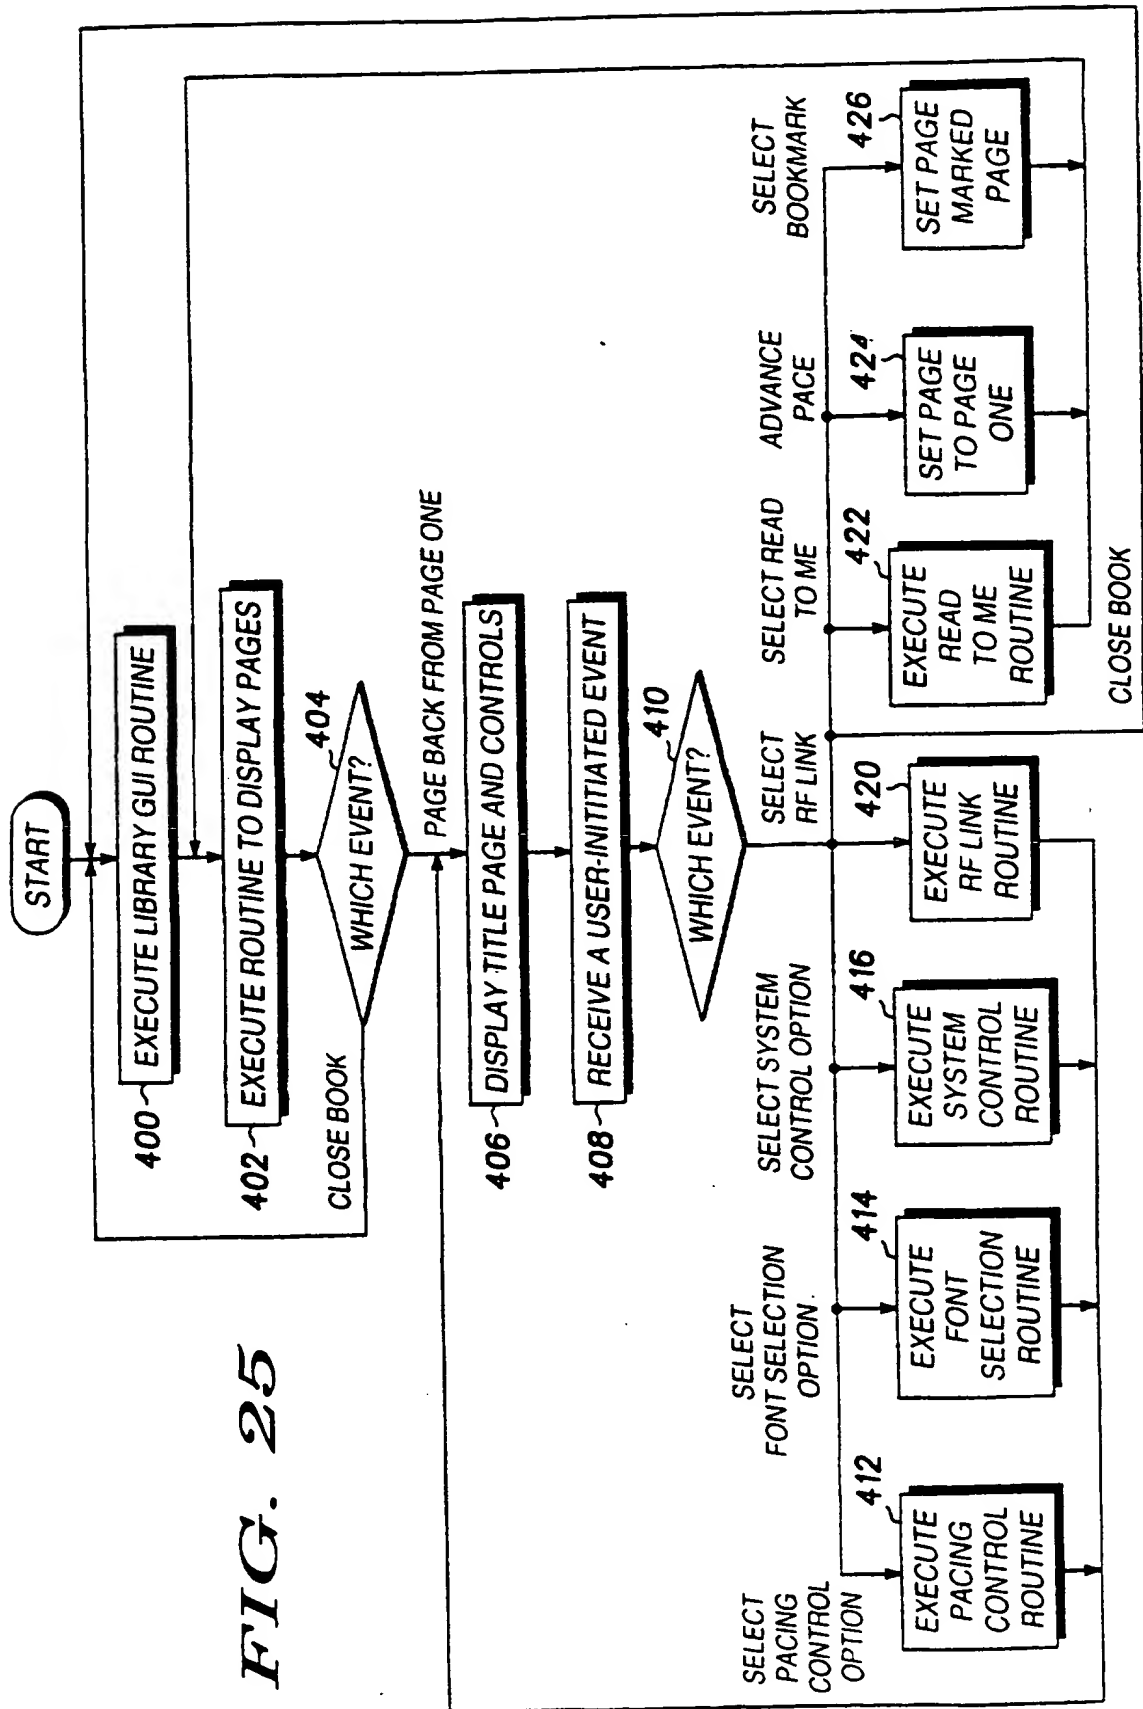 FIG. 25
START
400
EXECUTE LIBRARY GUI ROUTINE
402
EXECUTE ROUTINE TO DISPLAY PAGES
404
WHICH EVENT?
CLOSE BOOK
PAGE BACK FROM PAGE ONE
406
DISPLAY TITLE PAGE AND CONTROLS
408
RECEIVE A USER-INITITIATED EVENT
410
WHICH EVENT?
SELECT
PACING
CONTROL
OPTION
SELECT
FONT SELECTION
OPTION.
SELECT SYSTEM
CONTROL OPTION
SELECT
RF LINK
SELECT READ
TO ME
ADVANCE
PACE
SELECT
BOOKMARK
412
EXECUTE
PACING
CONTROL
ROUTINE
414
EXECUTE
FONT
SELECTION
ROUTINE
416
EXECUTE
SYSTEM
CONTROL
ROUTINE
420
EXECUTE
RF LINK
ROUTINE
422
EXECUTE
READ
TO ME
ROUTINE
424
SET PAGE
TO PAGE
ONE
426
SET PAGE
MARKED
PAGE
CLOSE BOOK